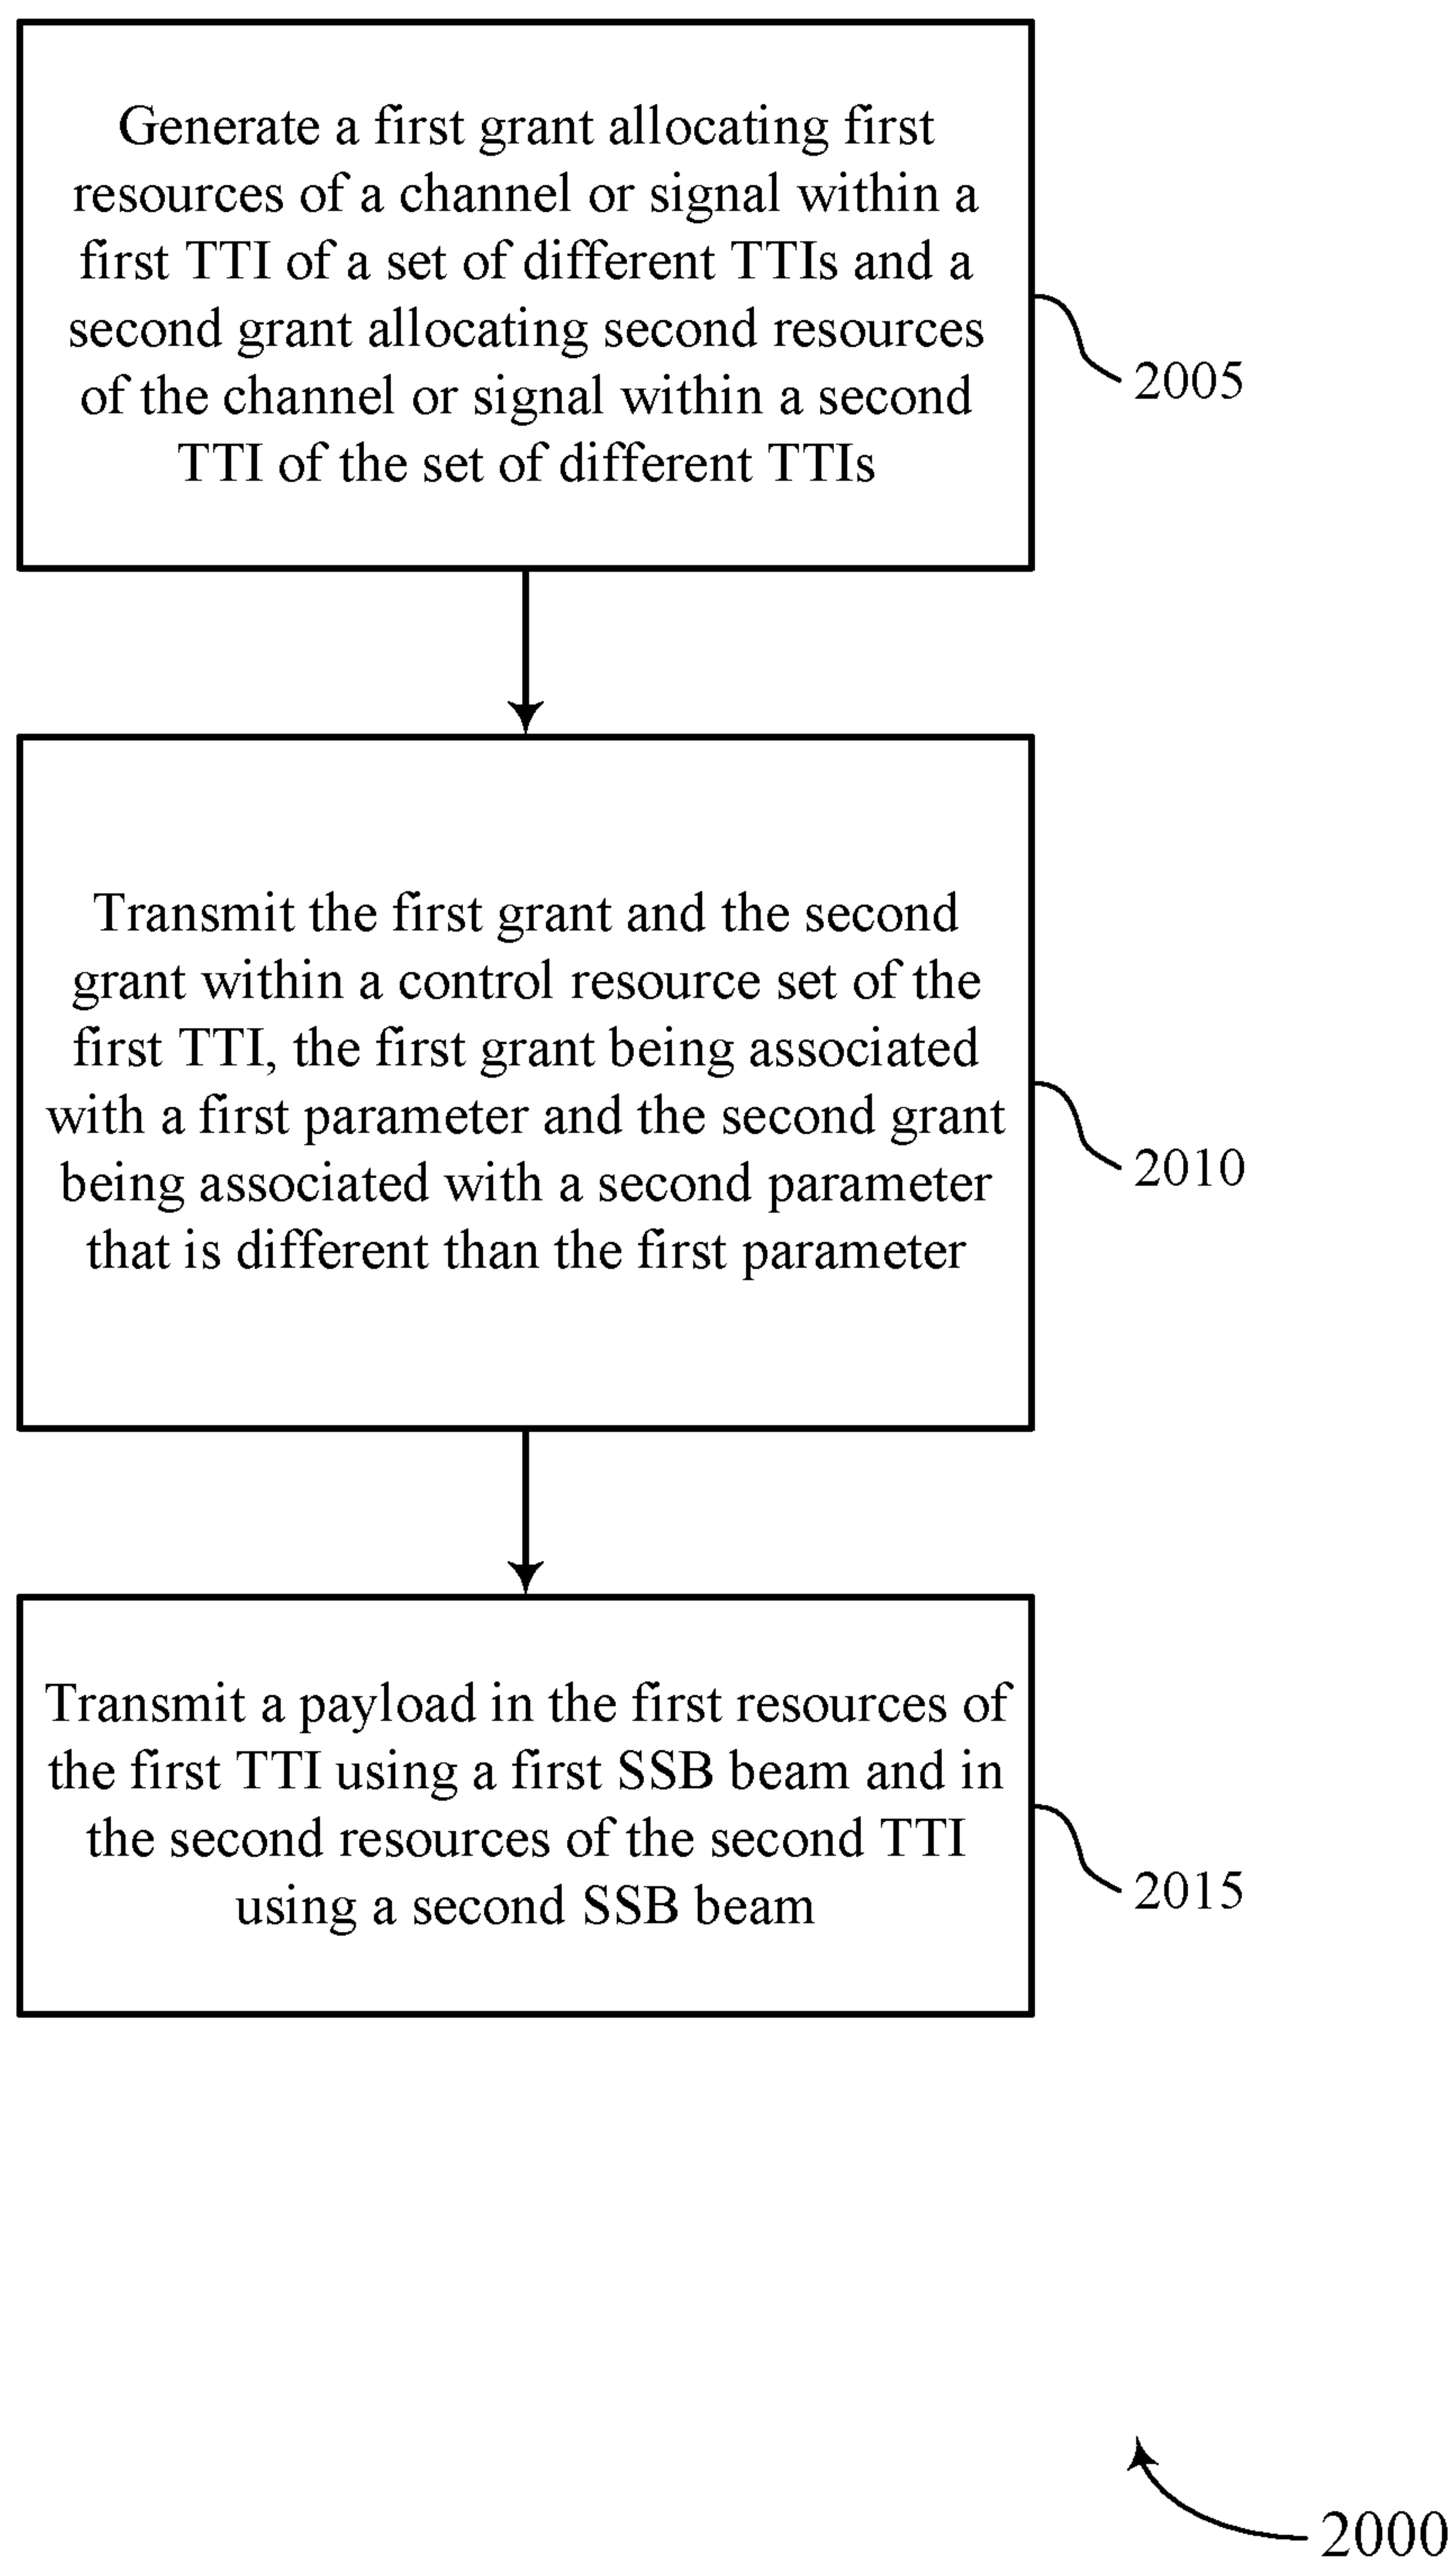 Generate a first grant allocating first
resources of a channel or signal within a
first TTI of a set of different TTIs and a
second grant allocating second resources
of the channel or signal within a second
TTI of the set of different TTIs
2005
Transmit the first grant and the second
grant within a control resource set of the
first TTI, the first grant being associated
with a first parameter and the second grant
being associated with a second parameter
that is different than the first parameter
2010
Transmit a payload in the first resources of
the first TTI using a first SSB beam and in
the second resources of the second TTI
using a second SSB beam
2015
2000